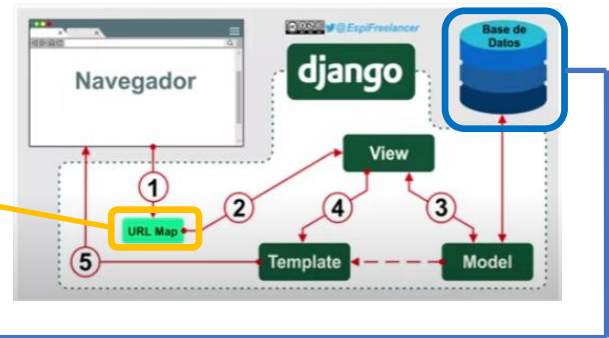 @EspiFreelancer
Base de
Datos
Navegador
django
View
1
2
4
3
URL Map
5
Template
Model